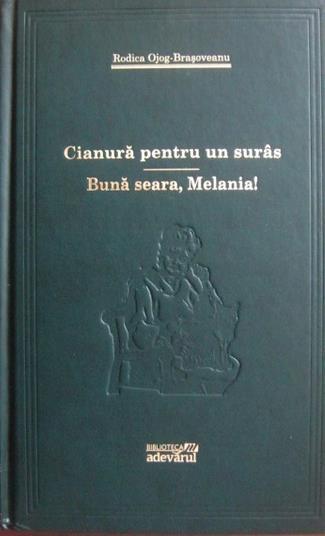 Rodica Ojog-Brașoveanu
Cianură pentru un surâs
Bună seara, Melania!
BIBLIOTECA
adevărul